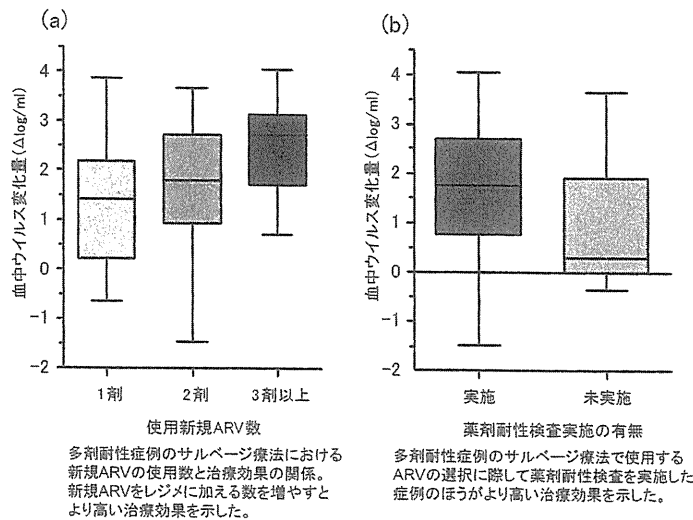 (a)
血中ウイルス変化量(Δlog/ml)
4
3
2
1
0
-1
-2
1剤
2剤
3剤以上
使用新規ARV数
多剤耐性症例のサルベージ療法における
新規ARVの使用数と治療効果の関係。
新規ARVをレジメに加える数を増やすと
より高い治療効果を示した。
(b)
血中ウイルス変化量(Δlog/ml)
4
3
2
1
0
-1
-2
実施
未実施
薬剤耐性検査実施の有無
多剤耐性症例のサルベージ療法で使用する
ARVの選択に際して薬剤耐性検査を実施した
症例のほうがより高い治療効果を示した。